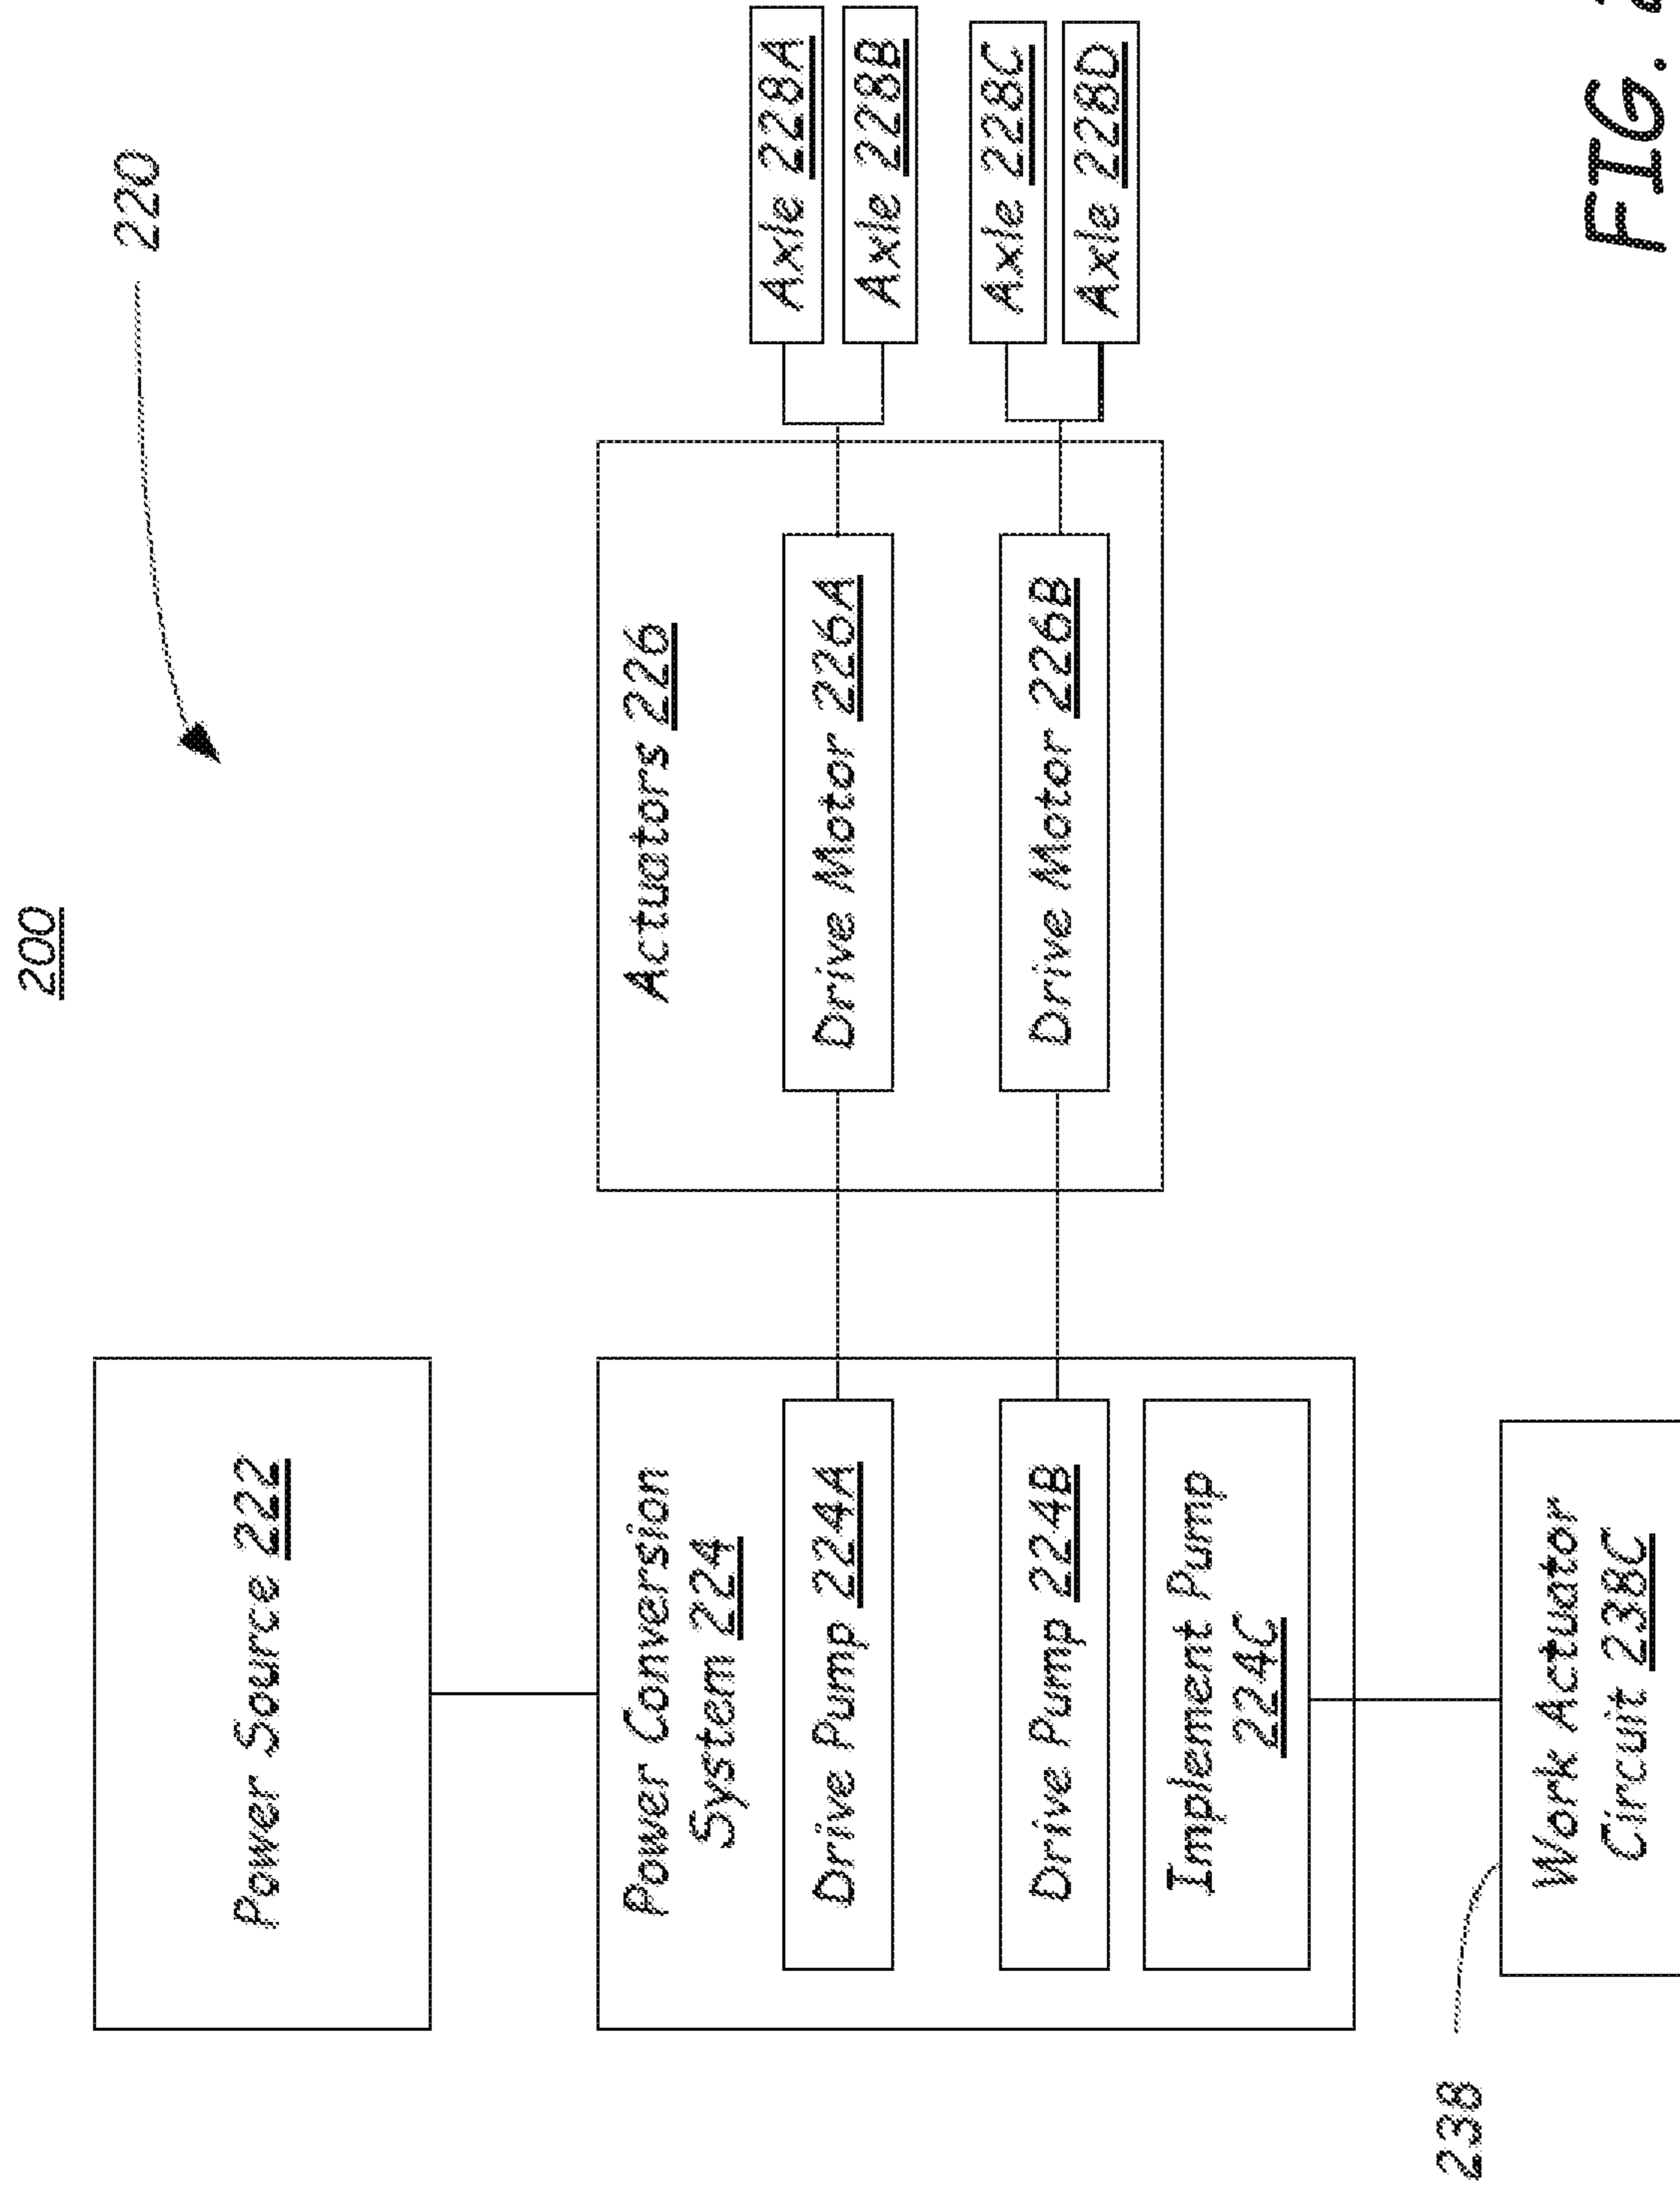 200
220
Power Source 222
Power Conversion
System 224
Drive Pump 224A
Drive Pump 224B
Implement Pump
224C
Actuators 226
Drive Motor 226A
Drive Motor 226B
Axle 228A
Axle 228B
Axle 228C
Axle 228D
238
Work Actuator
Circuit 238C
FIG.